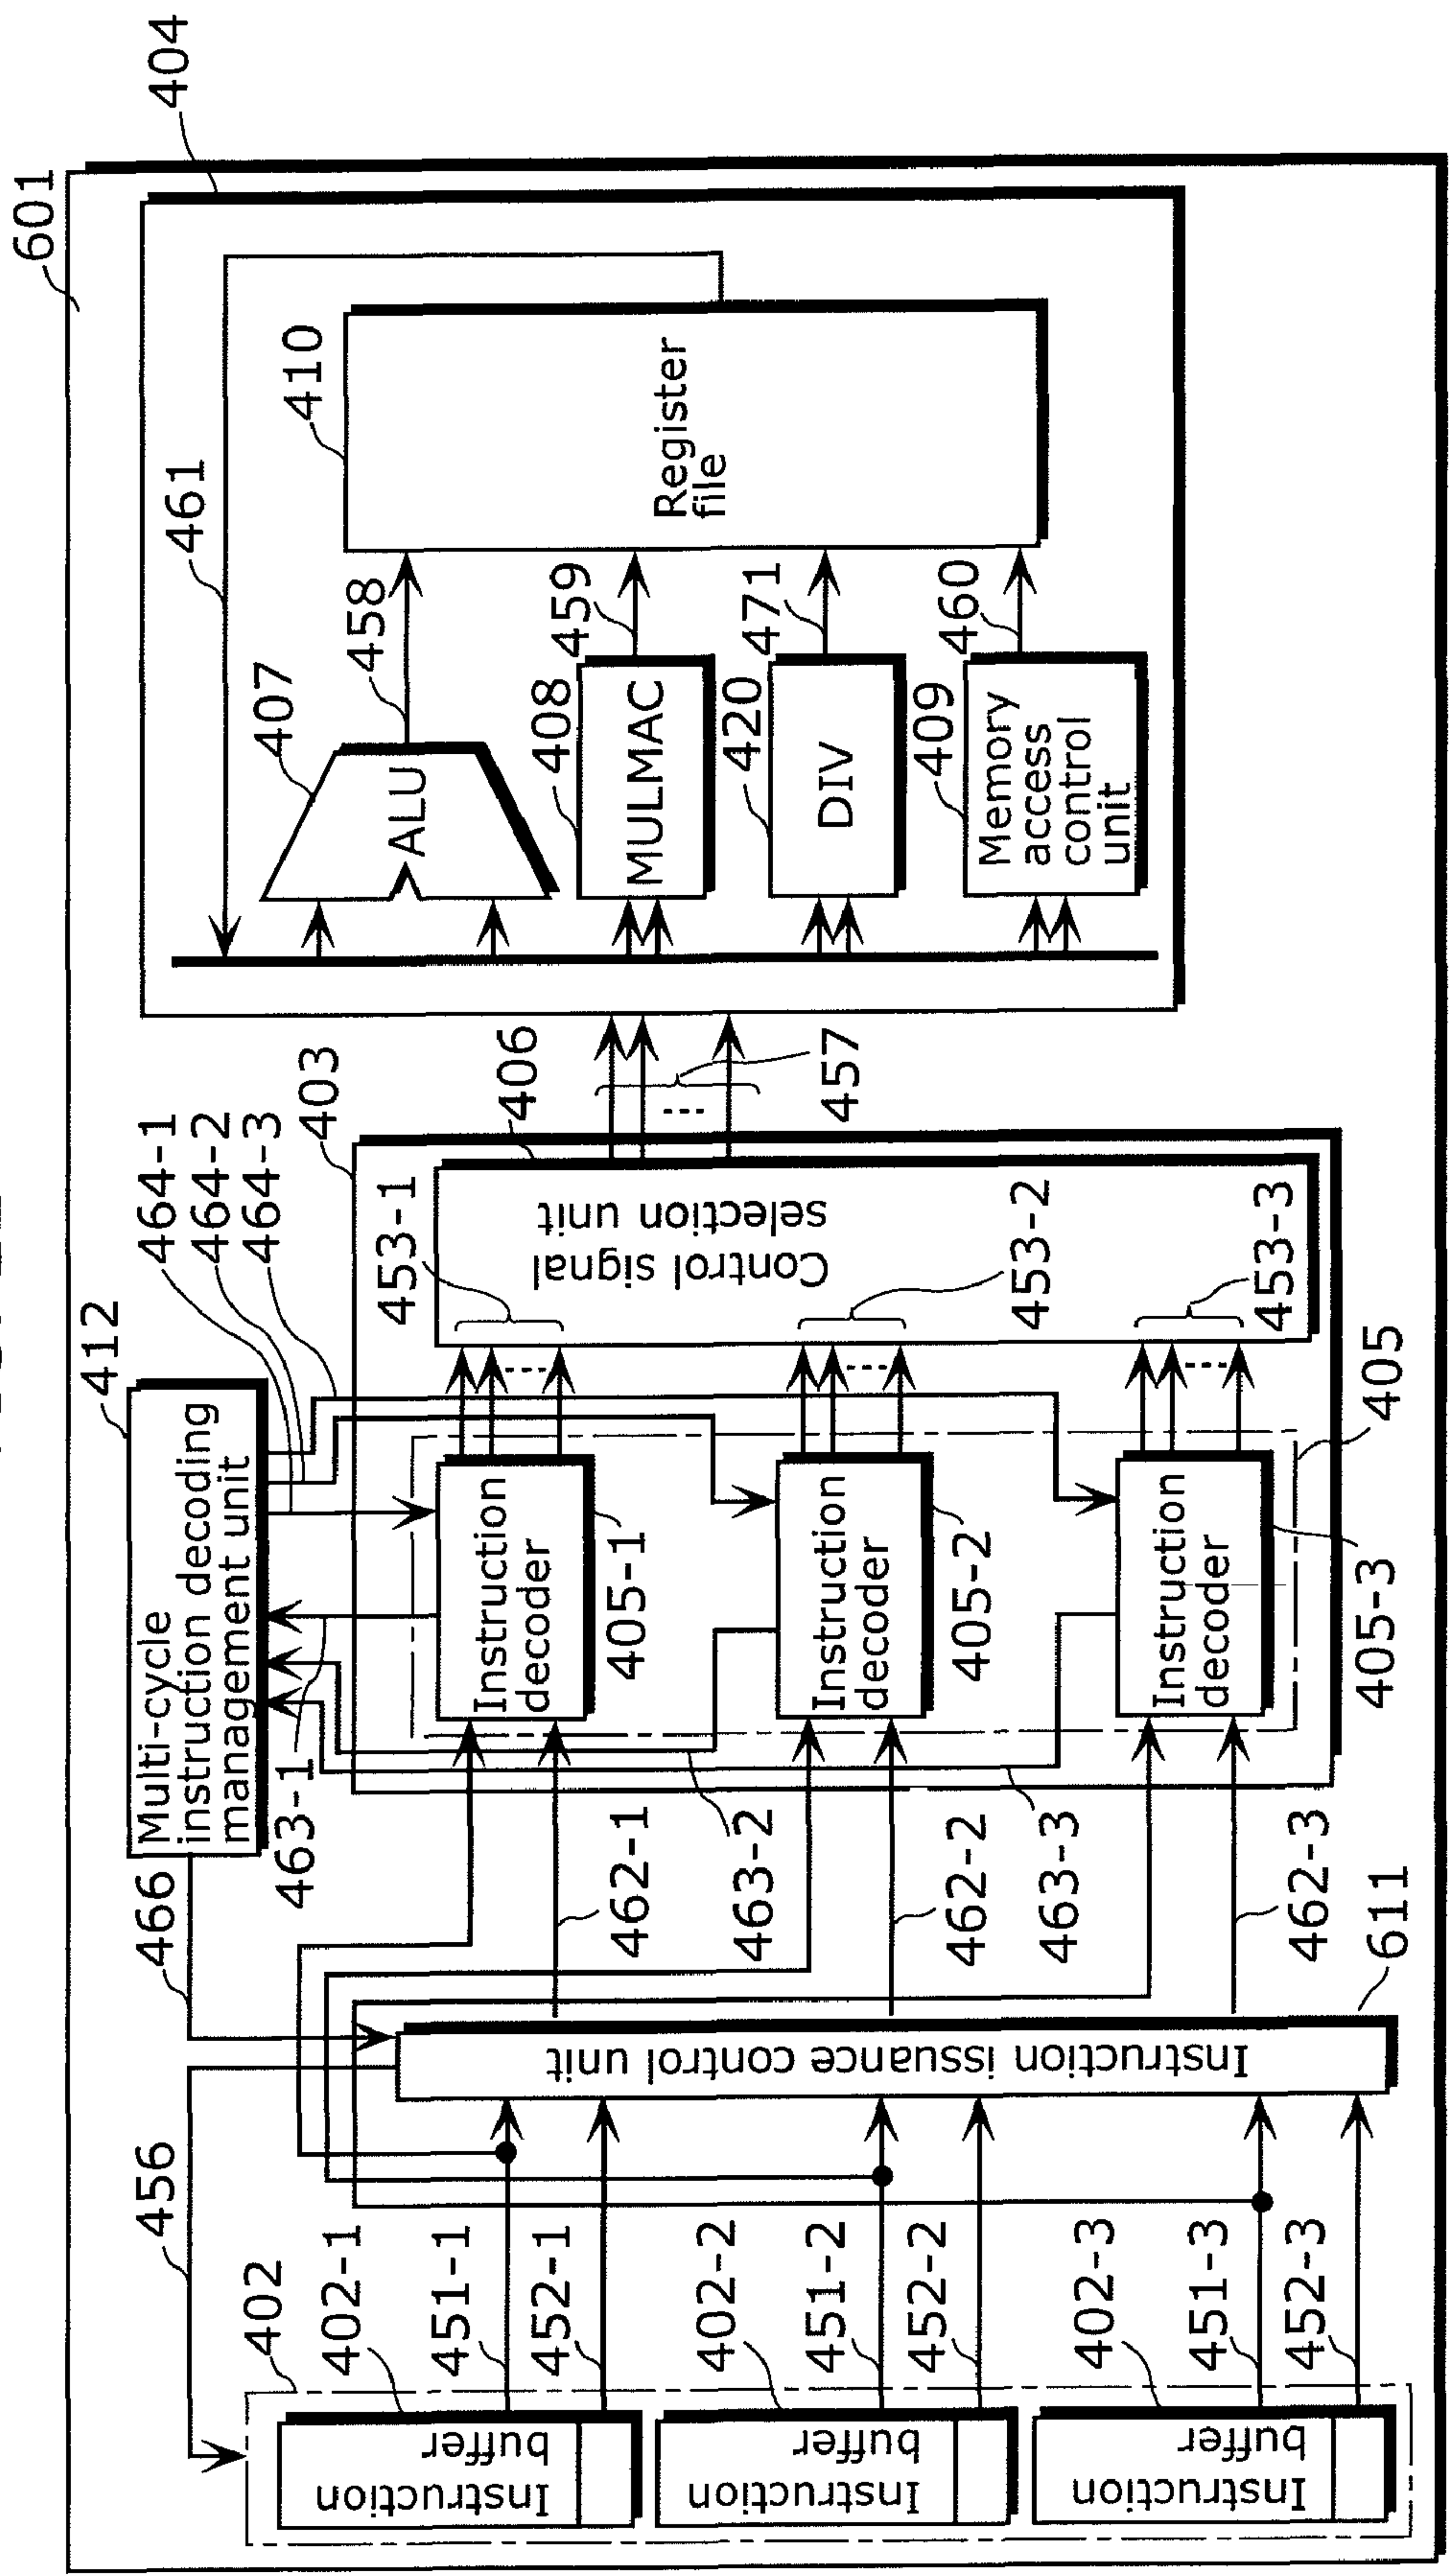 601
404
461
410
Register
file
407
458
ALU
408
459
MULMAC
420
471
DIV
409
460
Memory
access
control
unit
457
403
406
Control signal
selection unit
464-1
464-2
464-3
453-1
453-2
453-3
412
Multi-cycle
instruction decoding
management unit
405
Instruction
decoder
405-1
Instruction
decoder
405-2
Instruction
decoder
405-3
463-1
463-2
463-3
462-1
462-2
462-3
466
611
Instruction issuance control unit
456
402
402-1
451-1
452-1
402-2
451-2
452-2
402-3
451-3
452-3
Instruction
buffer
Instruction
buffer
Instruction
buffer